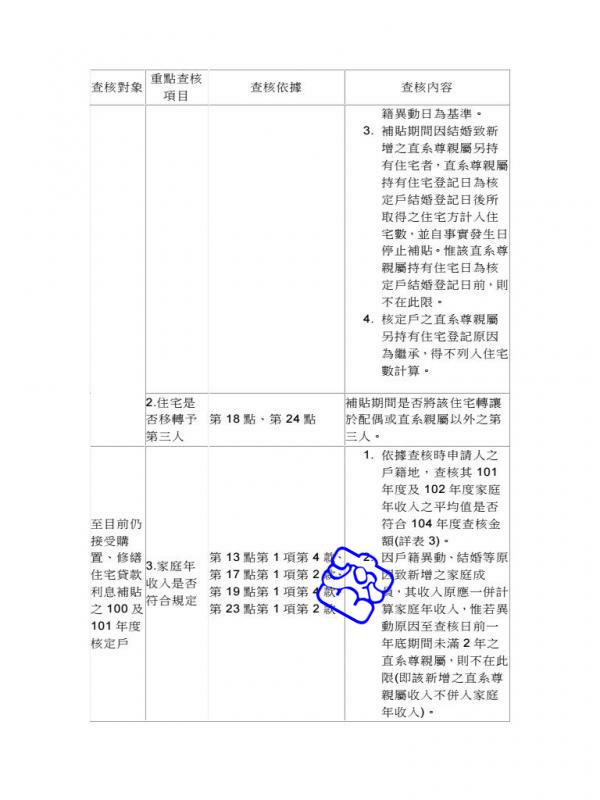 查核對象
重點查核
項目
查核依據
查核內容
籍異動日為基準。
3. 補貼期間因結婚致新
增之直系尊親屬另持
有住宅者，直系尊親屬
持有住宅登記日為核
定戶結婚登記日後所
取得之住宅方計入住
宅數，並自事實發生日
停止補貼。惟該直系尊
親屬持有住宅日為核
定戶結婚登記日前，則
不在此限。
4. 核定戶之直系尊親屬
另持有住宅登記原因
為繼承，得不列入住宅
數計算。
2.住宅是
否移轉予
第三人
第 18 點、第 24 點
補貼期間是否將該住宅轉讓
於配偶或直系親屬以外之第
三人。
至目前仍
接受購
置、修繕
住宅貸款
利息補貼
之 100 及
101 年度
核定戶
3.家庭年
收入是否
符合規定
第 13 點第 1 項第 4 款
第 17 點第 1 項第 2
第 19 點第 1 項第
第 23 點第 1 項第 2 款
1. 依據查核時申請人之
戶籍地，查核其 101
年度及 102 年度家庭
年收入之平均值是否
符合 104 年度查核金
額(詳表 3)。
因戶籍異動、結婚等原
致新增之家庭成
，其收入原應一併計
算家庭年收入，惟若異
動原因至查核日前一
年底期間未滿 2 年之
直系尊親屬，則不在此
限(即該新增之直系尊
親屬收入不併入家庭
年收入)。